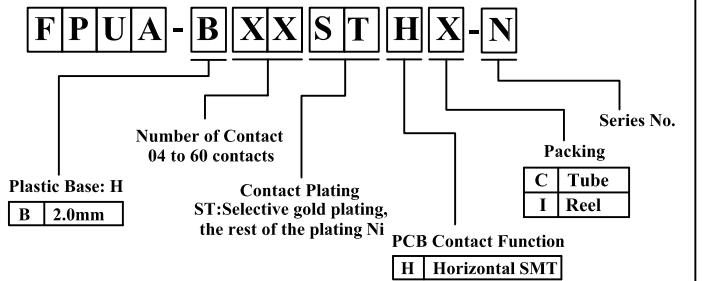 FPUA-BXXSTHX-N
Series No.
Number of Contact
04 to 60 contacts
Packing
C Tube
I Reel
Plastic Base: H
B 2.0mm
Contact Plating
ST:Selective gold plating,
the rest of the plating Ni
PCB Contact Function
H Horizontal SMT